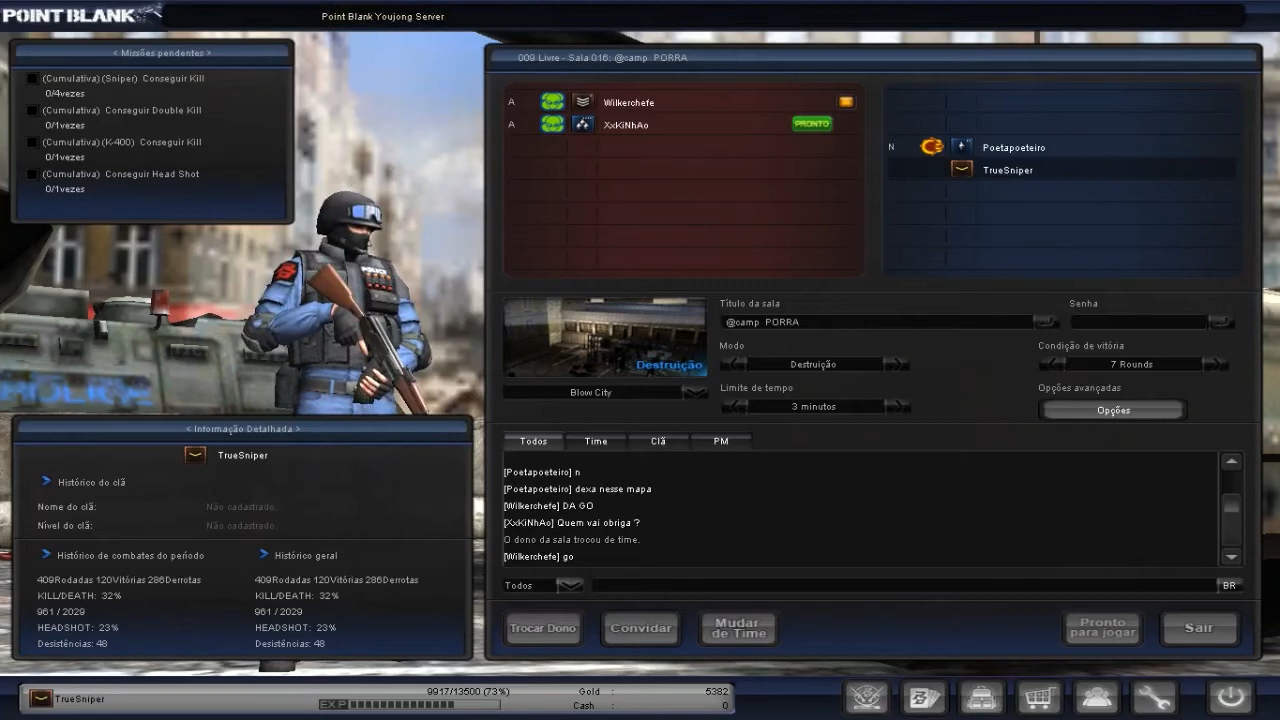 POINT BLANK
Point Blank Youjong Server
< Missões pendentes >
(Cumulativa) (Sniper) Conseguir Kill
0/4vezes
(Cumulativa) Conseguir Double Kill
0/1vezes
(Cumulativa) (K-400) Conseguir Kill
0/1vezes
(Cumulativa) Conseguir Head Shot
0/1vezes
009 Livre - Sala 016: @camp PORRA
A Wilkerchefe
A XxKiNhAo PRONTO
N Poetapoeteiro
TrueSniper
POLICE
Destruição
Blow City
Título da sala
@camp PORRA
Senha
Modo
Destruição
Condição de vitória
7 Rounds
Limite de tempo
3 minutos
Opções avançadas
Opções
Todos Time Clã PM
[Poetapoeteiro] n
[Poetapoeteiro] dexa nesse mapa
[Wilkerchefe] DA GO
[XxKiNhAo] Quem vai obriga ?
O dono da sala trocou de time.
[Wilkerchefe] go
Todos BR
Trocar Dono
Convidar
Mudar
de Time
Pronto
para jogar
Sair
< Informação Detalhada >
TrueSniper
Histórico do clã
Nome do clã: Não cadastrado.
Nível do clã: Não cadastrado.
Histórico de combates do período
Histórico geral
409Rodadas 120Vitórias 286Derrotas
KILL/DEATH: 32%
961 / 2029
HEADSHOT: 23%
Desistências: 48
409Rodadas 120Vitórias 286Derrotas
KILL/DEATH: 32%
961 / 2029
HEADSHOT: 23%
Desistências: 48
TrueSniper
9917/13500 (73%)
EXP
Gold : 5382
Cash : 0